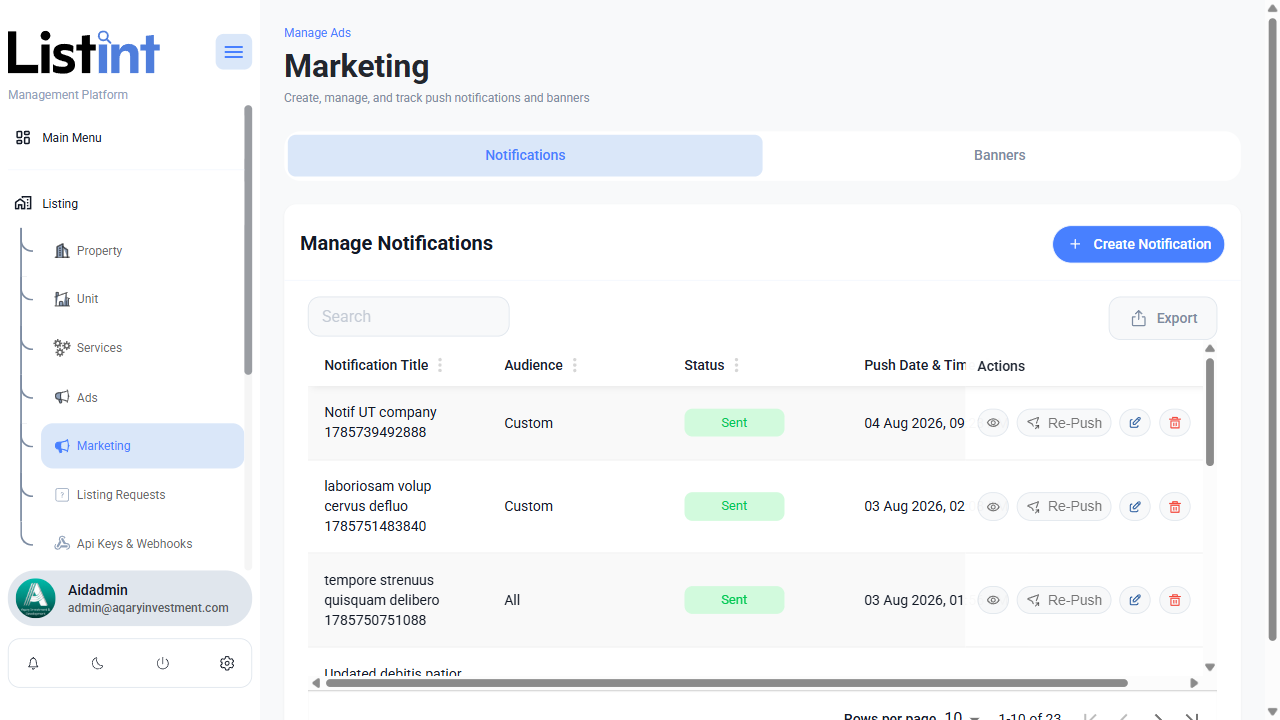 Listint
Management Platform
Main Menu
Listing
Property
Unit
Services
Ads
Marketing
Listing Requests
Api Keys & Webhooks
Aidadmin
admin@aqaryinvestment.com
Manage Ads
Marketing
Create, manage, and track push notifications and banners
Notifications
Banners
Manage Notifications
+ Create Notification
Search
Export
Notification Title
Audience
Status
Push Date & Tim
Actions
Notif UT company
1785739492888
Custom
Sent
04 Aug 2026, 09
Re-Push
laboriosam volup
cervus defluo
1785751483840
Custom
Sent
03 Aug 2026, 02
Re-Push
tempore strenuus
quisquam delibero
1785750751088
All
Sent
03 Aug 2026, 01
Re-Push
Updated debitis patior
Rows per page 10
1-10 of 23